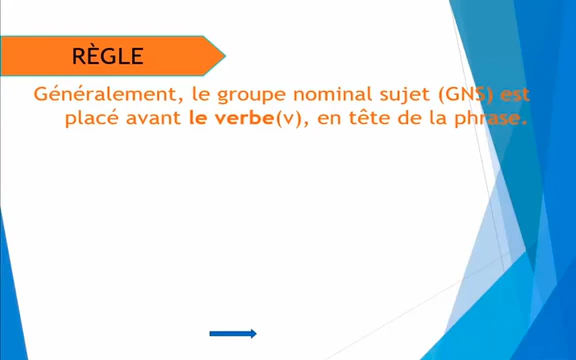 RÈGLE
Généralement, le groupe nominal sujet (GNS) est
placé avant le verbe(v), en tête de la phrase.